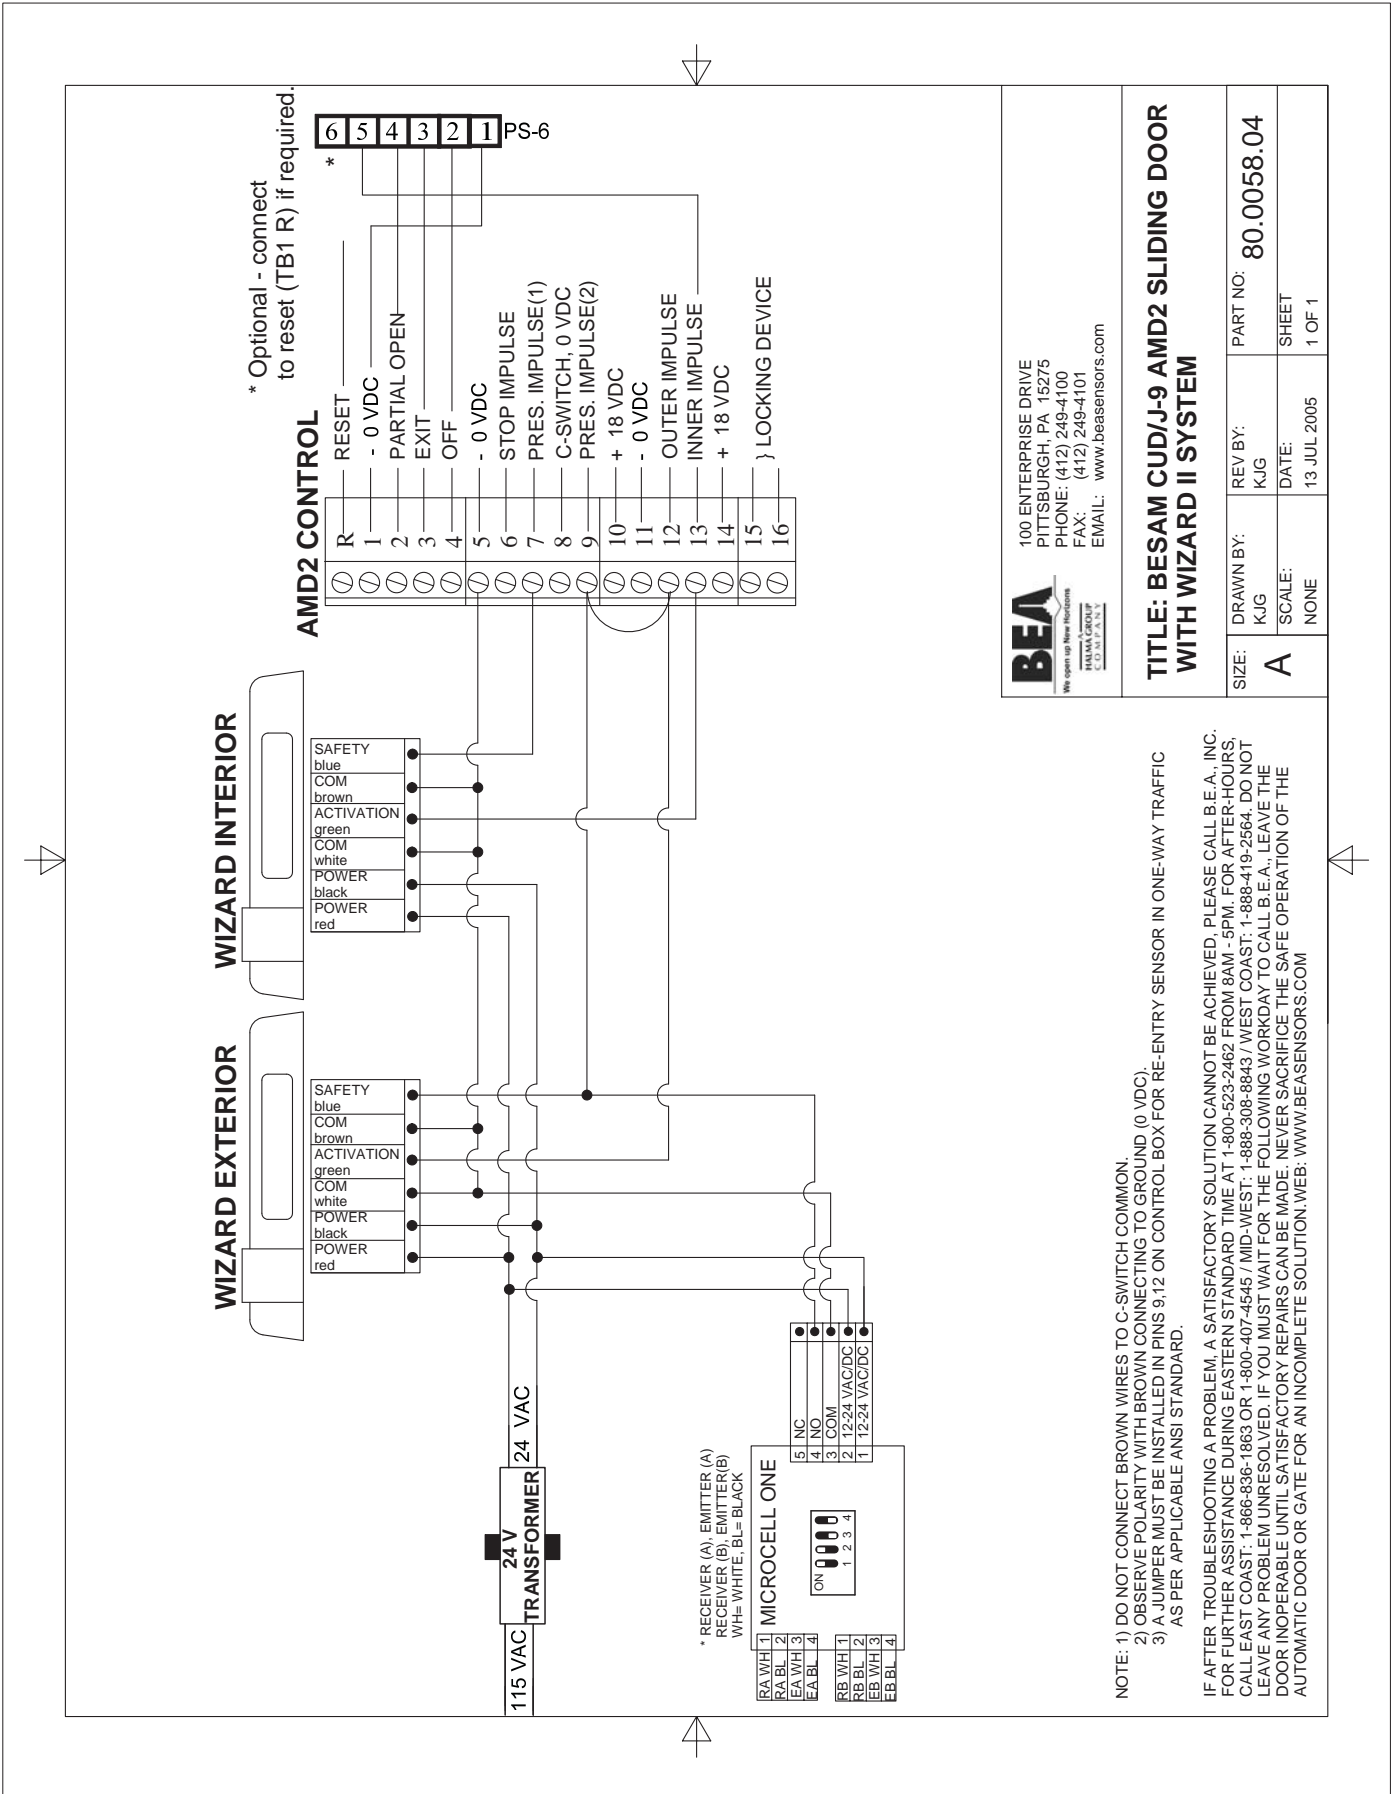 * Optional - connect
to reset (TB1 R) if required.
6
5
4
3
2
1
PS-6
*
AMD2 CONTROL
R RESET
1 - 0 VDC
2 PARTIAL OPEN
3 EXIT
4 OFF
5 - 0 VDC
6 STOP IMPULSE
7 PRES. IMPULSE(1)
8 C-SWITCH, 0 VDC
9 PRES. IMPULSE(2)
10 + 18 VDC
11 - 0 VDC
12 OUTER IMPULSE
13 INNER IMPULSE
14 + 18 VDC
15
16
} LOCKING DEVICE
WIZARD INTERIOR
SAFETY
blue
COM
brown
ACTIVATION
green
COM
white
POWER
black
POWER
red
WIZARD EXTERIOR
SAFETY
blue
COM
brown
ACTIVATION
green
COM
white
POWER
black
POWER
red
115 VAC
24 V
TRANSFORMER
24 VAC
* RECEIVER (A), EMITTER (A)
RECEIVER (B), EMITTER(B)
WH= WHITE, BL= BLACK
MICROCELL ONE
RA WH 1
RA BL 2
EA WH 3
EA BL 4
RB WH 1
RB BL 2
EB WH 3
EB BL 4
ON
1 2 3 4
5 NC
4 NO
3 COM
2 12-24 VAC/DC
1 12-24 VAC/DC
NOTE: 1) DO NOT CONNECT BROWN WIRES TO C-SWITCH COMMON.
2) OBSERVE POLARITY WITH BROWN CONNECTING TO GROUND (0 VDC).
3) A JUMPER MUST BE INSTALLED IN PINS 9,12 ON CONTROL BOX FOR RE-ENTRY SENSOR IN ONE-WAY TRAFFIC
AS PER APPLICABLE ANSI STANDARD.
IF AFTER TROUBLESHOOTING A PROBLEM, A SATISFACTORY SOLUTION CANNOT BE ACHIEVED, PLEASE CALL B.E.A., INC.
FOR FURTHER ASSISTANCE DURING EASTERN STANDARD TIME AT 1-800-523-2462 FROM 8AM - 5PM. FOR AFTER-HOURS,
CALL EAST COAST: 1-866-836-1863 OR 1-800-407-4545 / MID-WEST: 1-888-308-8843 / WEST COAST: 1-888-419-2564. DO NOT
LEAVE ANY PROBLEM UNRESOLVED. IF YOU MUST WAIT FOR THE FOLLOWING WORKDAY TO CALL B.E.A., LEAVE THE
DOOR INOPERABLE UNTIL SATISFACTORY REPAIRS CAN BE MADE. NEVER SACRIFICE THE SAFE OPERATION OF THE
AUTOMATIC DOOR OR GATE FOR AN INCOMPLETE SOLUTION.WEB: WWW.BEASENSORS.COM
BEA
We open up New Horizons
A
HALMA GROUP
COMPANY
100 ENTERPRISE DRIVE
PITTSBURGH, PA 15275
PHONE: (412) 249-4100
FAX: (412) 249-4101
EMAIL: www.beasensors.com
TITLE: BESAM CUD/J-9 AMD2 SLIDING DOOR
WITH WIZARD II SYSTEM
SIZE:
A
DRAWN BY:
KJG
REV BY:
KJG
PART NO:
80.0058.04
SCALE:
NONE
DATE:
13 JUL 2005
SHEET
1 OF 1